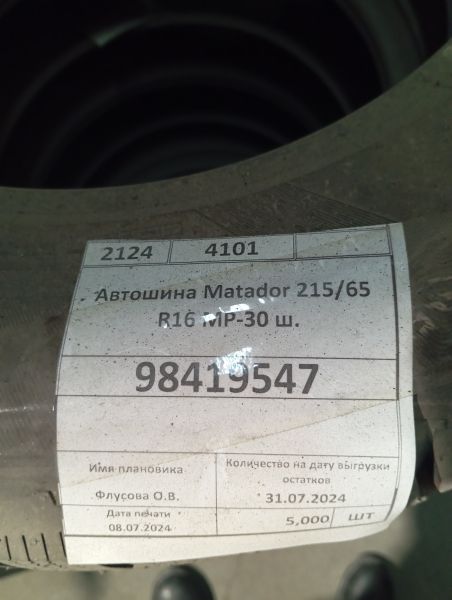 2124 4101
Автошина Matador 215/65
R16 MP-30 ш.
98419547
Имя плановика
Флусова О.В.
Количество на дату выгрузки
остатков
31.07.2024
Дата печати
08.07.2024
5,000 ШТ